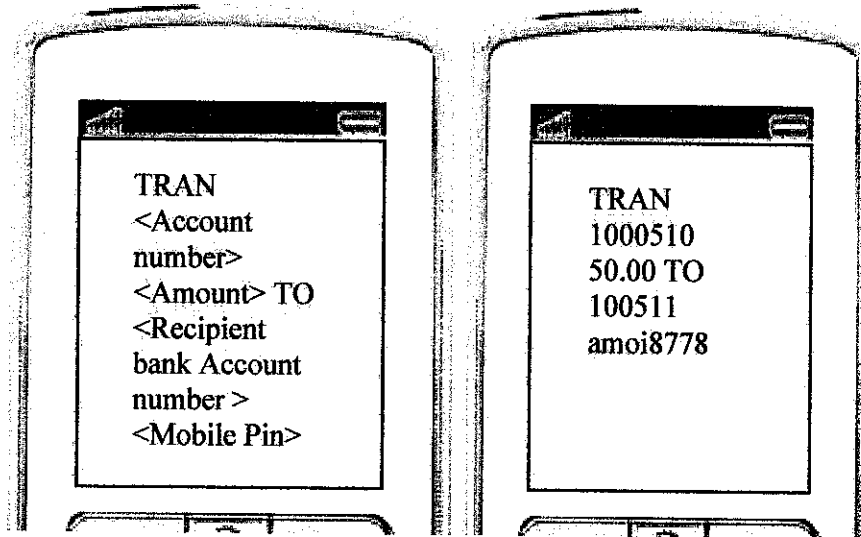 TRAN
<Account
number>
<Amount> TO
<Recipient
bank Account
number >
<Mobile Pin>
TRAN
1000510
50.00 TO
100511
amoi8778